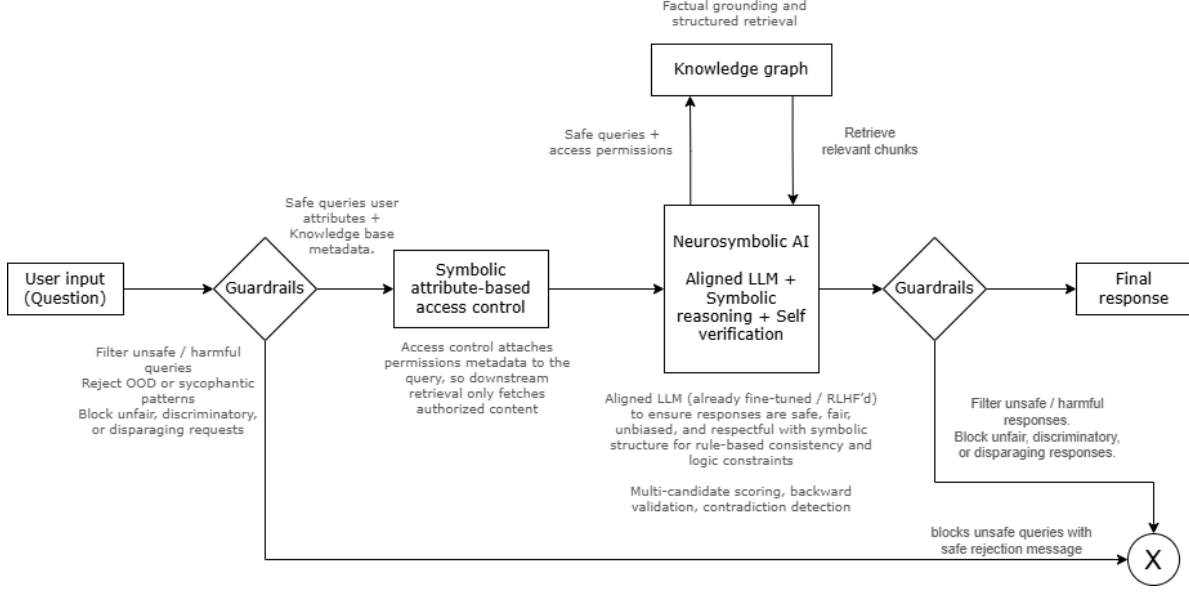 Factual grounding and
structured retrieval
Knowledge graph
Safe queries +
access permissions
Retrieve
relevant chunks
Safe queries user
attributes +
Knowledge base
metadata.
User input
(Question)
Guardrails
Symbolic
attribute-based
access control
Neurosymbolic AI
Aligned LLM +
Symbolic
reasoning + Self
verification
Guardrails
Final
response
Filter unsafe / harmful
queries
Reject OOD or sycophantic
patterns
Block unfair, discriminatory,
or disparaging requests
Access control attaches
permissions metadata to the
query, so downstream
retrieval only fetches
authorized content
Aligned LLM (already fine-tuned / RLHF'd)
to ensure responses are safe, fair,
unbiased, and respectful with symbolic
structure for rule-based consistency and
logic constraints
Multi-candidate scoring, backward
validation, contradiction detection
Filter unsafe / harmful
responses.
Block unfair, discriminatory,
or disparaging responses.
blocks unsafe queries with
safe rejection message
X